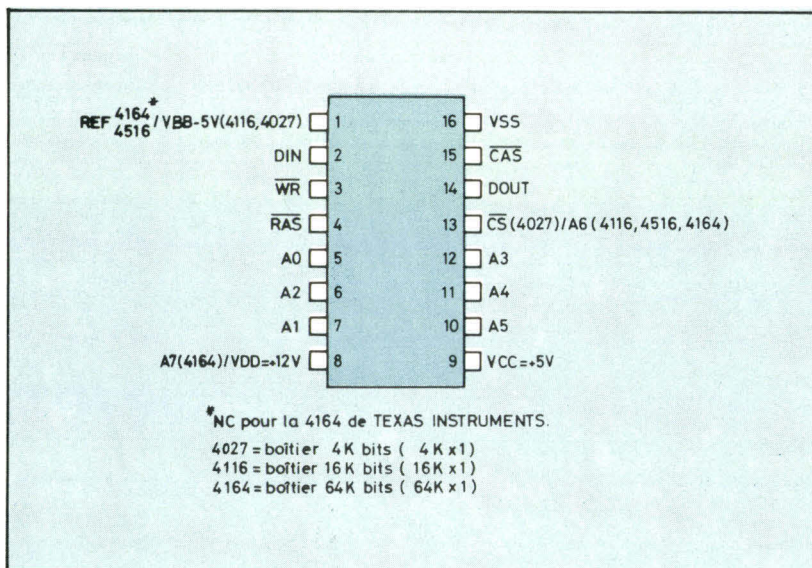 REF 4164* / VBB-5V(4116,4027) 1
4516
16 VSS
DIN 2
15 CAS
WR 3
14 DOUT
RAS 4
13 CS(4027)/A6(4116,4516,4164)
A0 5
12 A3
A2 6
11 A4
A1 7
10 A5
A7(4164)/VDD=+12V 8
9 VCC=+5V
*NC pour la 4164 de TEXAS INSTRUMENTS.
4027=boîtier 4K bits ( 4K x1)
4116=boîtier 16K bits ( 16K x1)
4164=boîtier 64K bits ( 64K x1)